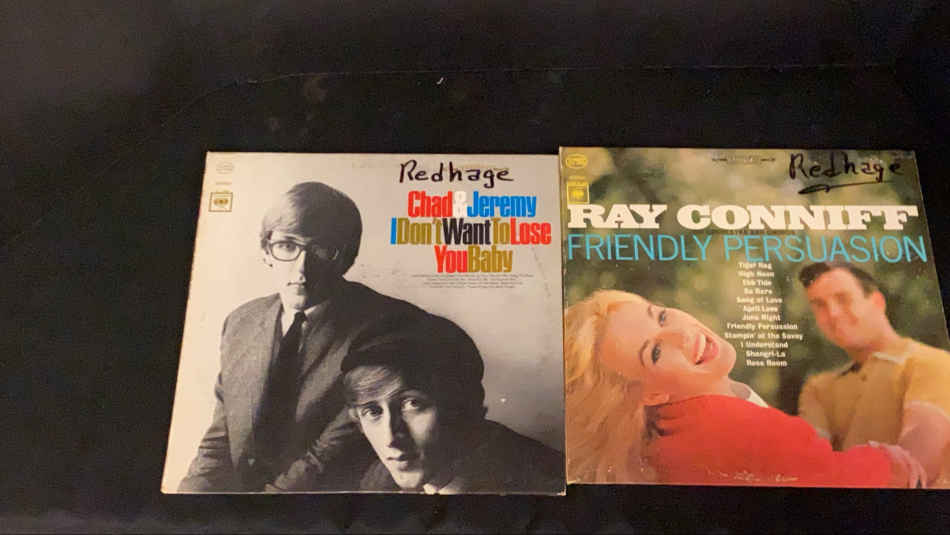 Redhage
Chad & Jeremy
I Don't Want To Lose
You Baby
Redhage
RAY CONNIFF
FRIENDLY PERSUASION
Tiger Rag
High Noon
Ebb Tide
So Rare
Song of Love
April Love
June Night
Friendly Persuasion
Stampin' at the Savoy
I Understand
Shangri-La
Rose Room